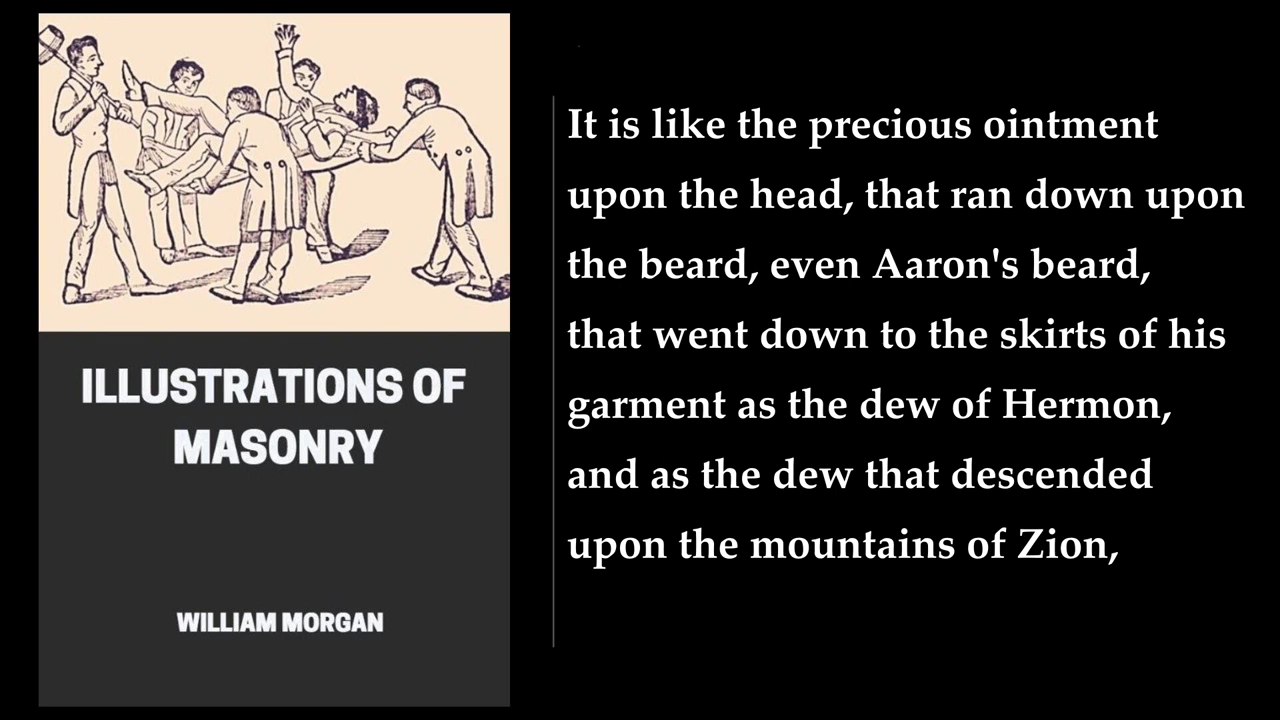 ILLUSTRATIONS OF
MASONRY
WILLIAM MORGAN
It is like the precious ointment
upon the head, that ran down upon
the beard, even Aaron's beard,
that went down to the skirts of his
garment as the dew of Hermon,
and as the dew that descended
upon the mountains of Zion,